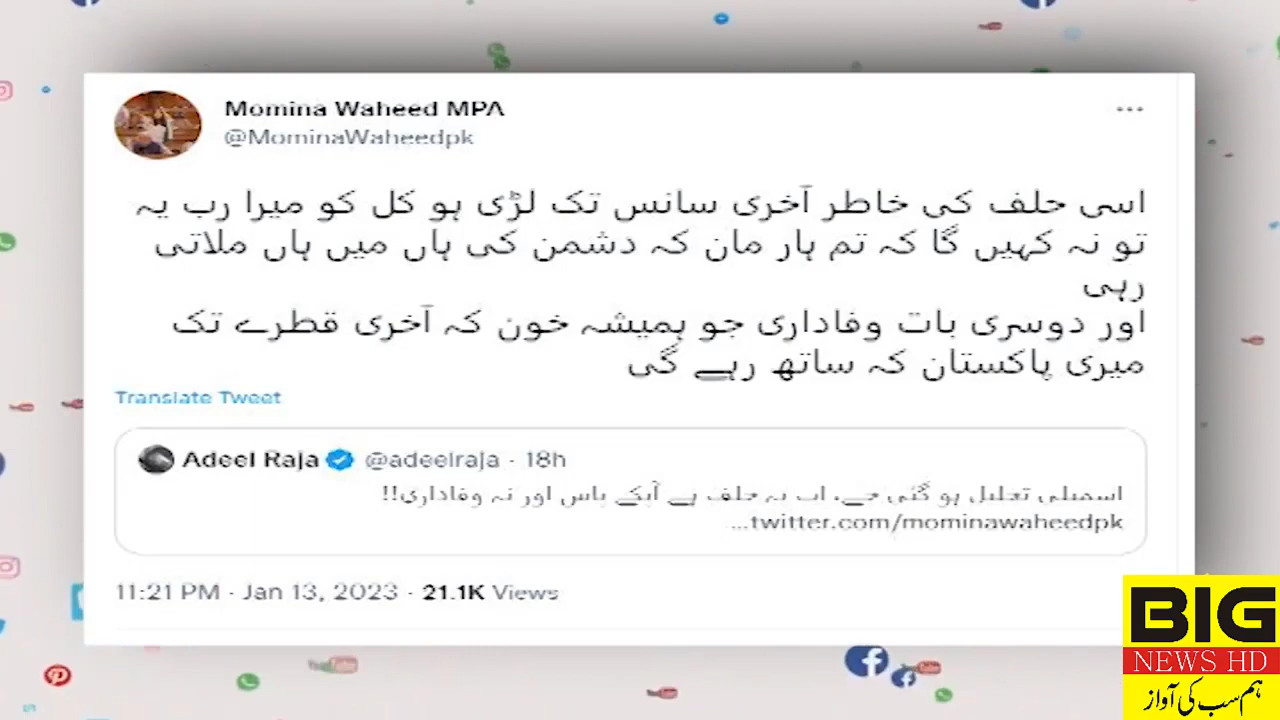 Momina Waheed MPA
...
@MominaWaheedpk
اسی حلف کی خاطر آخری سانس تک لڑی ہو کل کو میرا رب یہ
تو نہ کہیں گا کہ تم ہار مان کہ دشمن کی ہاں میں ہاں ملاتی
رہی
اور دوسری بات وفاداری جو ہمیشہ خون کہ آخری قطرے تک
میری پاکستان کہ ساتھ رہے گی
Translate Tweet
Adeel Raja @adeelraja · 18h
اسمبلی تحلیل ہو گئی ہے، اب نہ حلف ہے آپکے پاس اور نہ وفاداری!!
twitter.com/mominawaheedpk...
11:21 PM · Jan 13, 2023 · 21.1K Views
BIG
NEWS HD
ہم سب کی آواز
YouTube